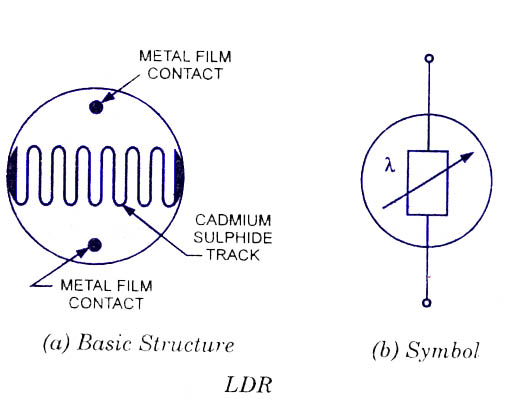 METAL FILM
CONTACT
CADMIUM
SULPHIDE
TRACK
METAL FILM
CONTACT
(a) Basic Structure
λ
(b) Symbol
LDR